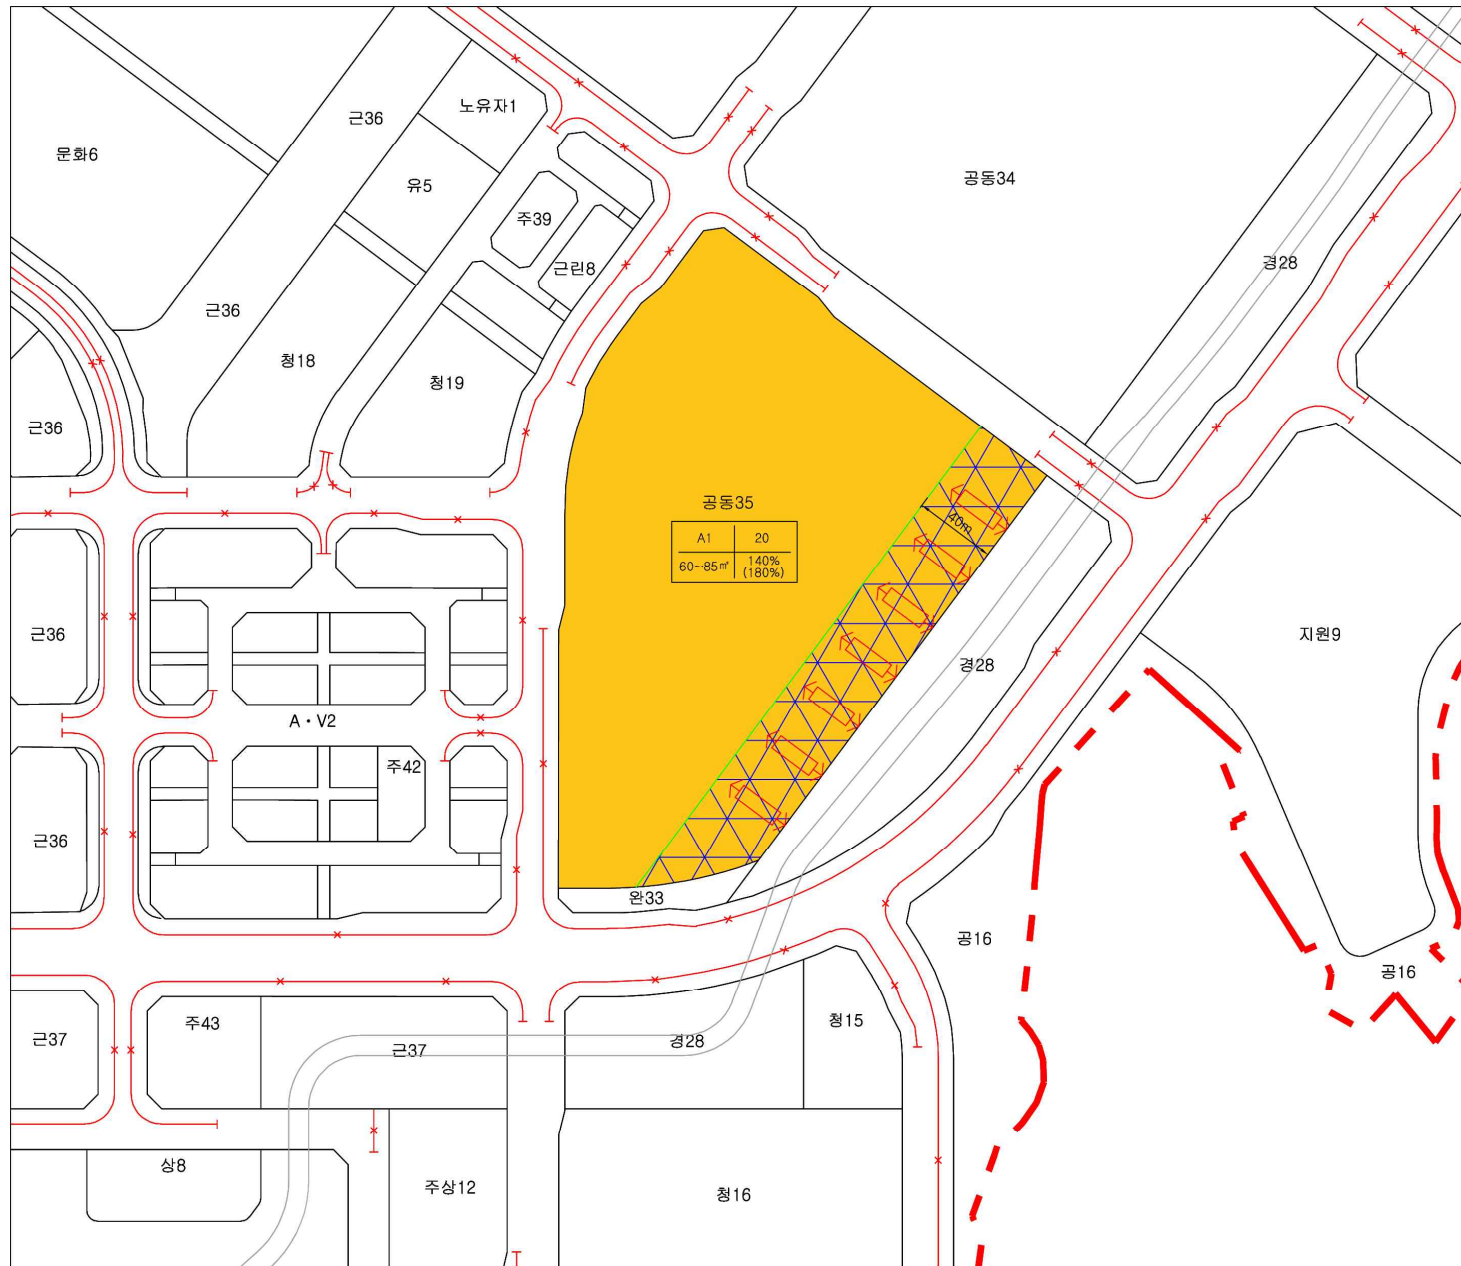 노유자1
근36
문화6
유5
공동34
주39
근린8
경28
근36
청18
청19
근36
공동35
A1 20
60~85㎡ 140%
(180%)
40m
근36
지원9
경28
A・V2
주42
근36
완33
공16
공16
주43
청15
근37
근37
경28
상8
주상12
청16